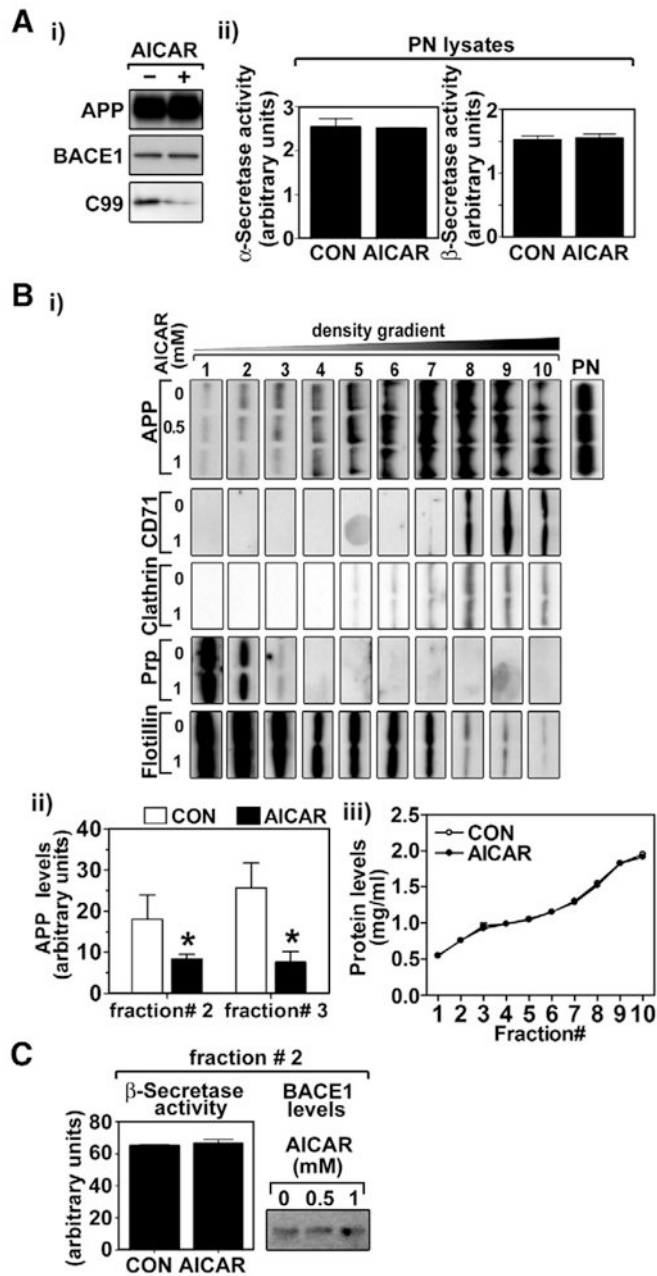 A
i)
AICAR
− +
APP
BACE1
C99
ii)
PN lysates
α-Secretase activity
(arbitrary units)
3
2
1
0
CON AICAR
β-Secretase activity
(arbitrary units)
2
1
0
CON AICAR
B
i)
AICAR
(mM)
density gradient
1 2 3 4 5 6 7 8 9 10
PN
APP
0
0.5
1
CD71
0
1
Clathrin
0
1
Prp
0
1
Flotillin
0
1
ii)
CON AICAR
APP levels
(arbitrary units)
40
30
20
10
0
*
*
fraction# 2 fraction# 3
iii)
CON
AICAR
Protein levels
(mg/ml)
2.5
2.0
1.5
1.0
0.5
0.0
1 2 3 4 5 6 7 8 9 10
Fraction#
C
fraction # 2
β-Secretase
activity
(arbitrary units)
80
60
40
20
0
CON AICAR
BACE1
levels
AICAR
(mM)
0 0.5 1